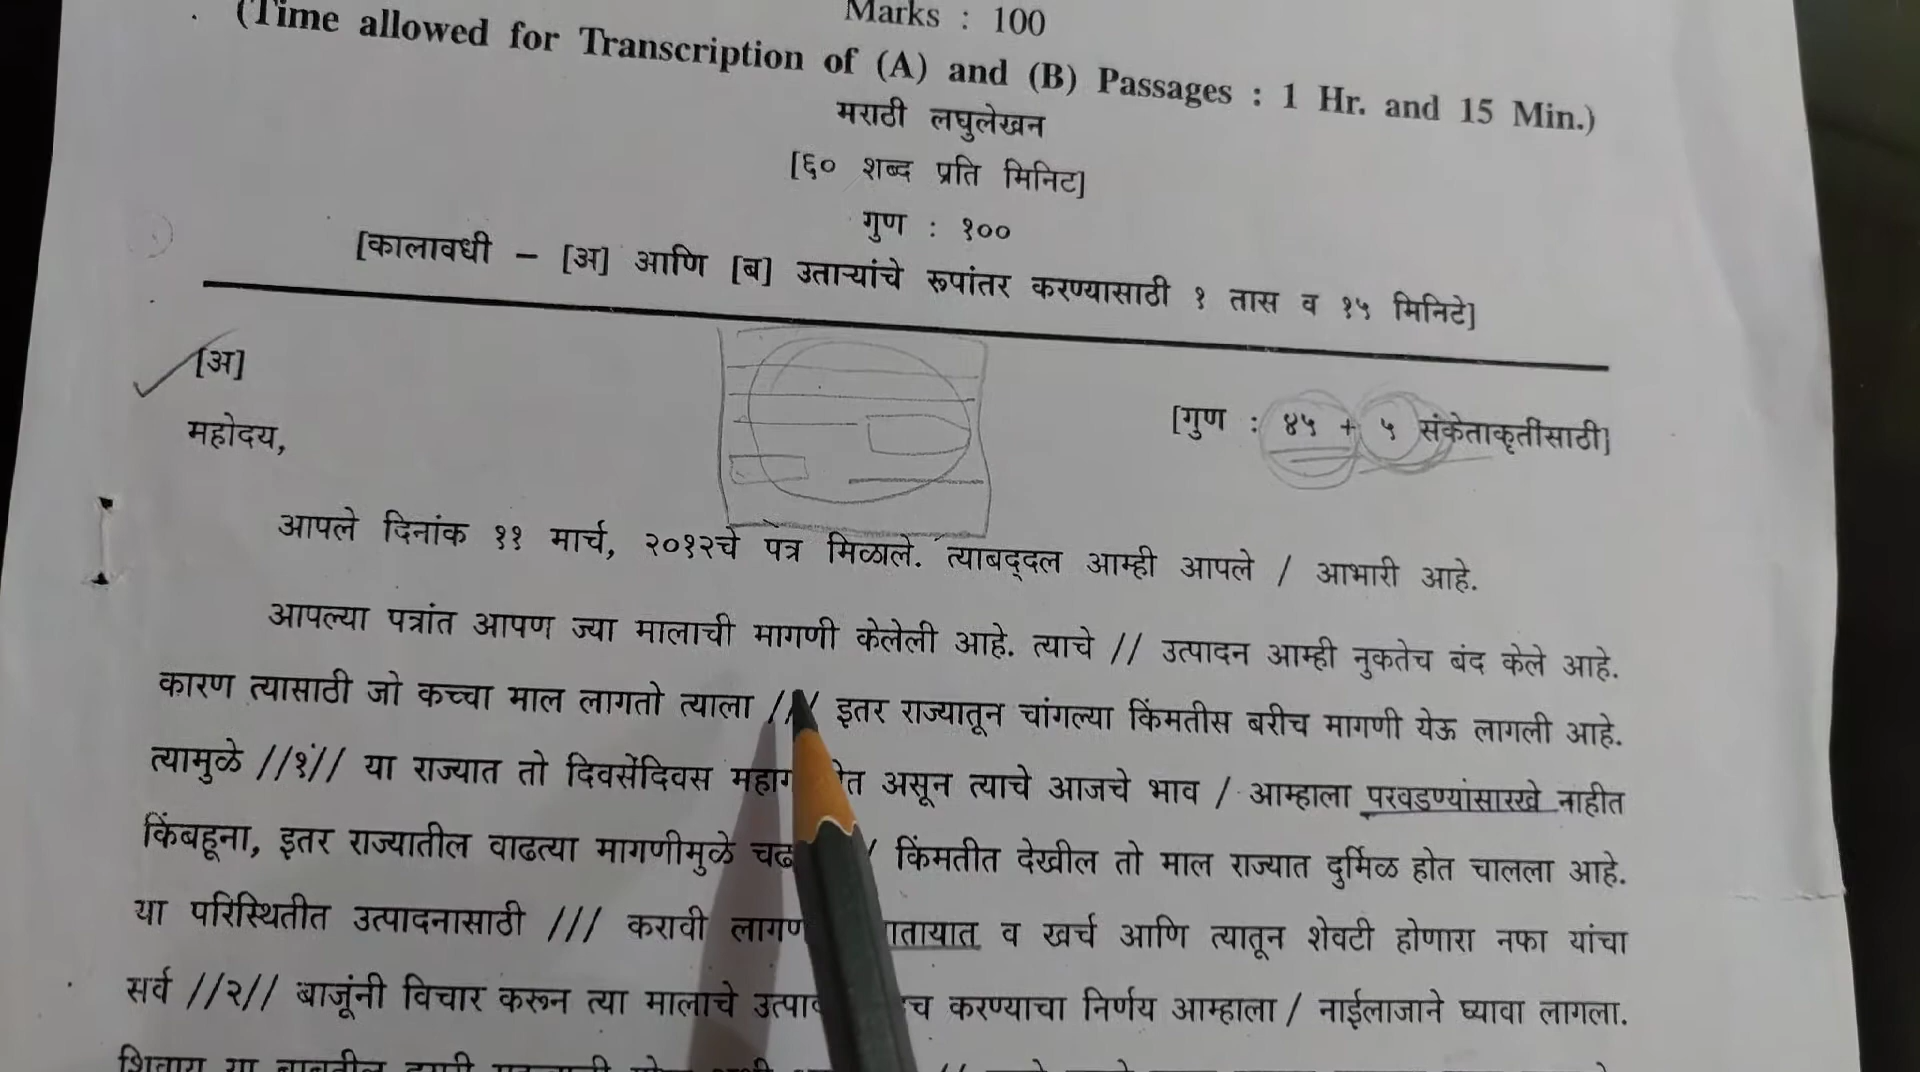 Marks : 100
(Time allowed for Transcription of (A) and (B) Passages : 1 Hr. and 15 Min.)
मराठी लघुलेखन
[६० शब्द प्रति मिनिट]
गुण : १००
[कालावधी – [अ] आणि [ब] उताऱ्यांचे रूपांतर करण्यासाठी १ तास व १५ मिनिटे]
[अ]
[गुण : ४५ + ५ संकेताकृतींसाठी]
महोदय,
आपले दिनांक ११ मार्च, २०१२चे पत्र मिळाले. त्याबद्दल आम्ही आपले / आभारी आहे.
आपल्या पत्रांत आपण ज्या मालाची मागणी केलेली आहे. त्याचे // उत्पादन आम्ही नुकतेच बंद केले आहे.
कारण त्यासाठी जो कच्चा माल लागतो त्याला /// इतर राज्यातून चांगल्या किंमतीस बरीच मागणी येऊ लागली आहे.
त्यामुळे //१// या राज्यात तो दिवसेंदिवस असून त्याचे आजचे भाव / आम्हाला परवडण्यांसारखे नाहीत
किंबहूना, इतर राज्यातील वाढत्या मागणीमुळे / किंमतीत देखील तो माल राज्यात दुर्मिळ होत चालला आहे.
या परिस्थितीत उत्पादनासाठी /// करावी व खर्च आणि त्यातून शेवटी होणारा नफा यांचा
सर्व //२// बाजूंनी विचार करून त्या मालाचे करण्याचा निर्णय आम्हाला / नाईलाजाने घ्यावा लागला.